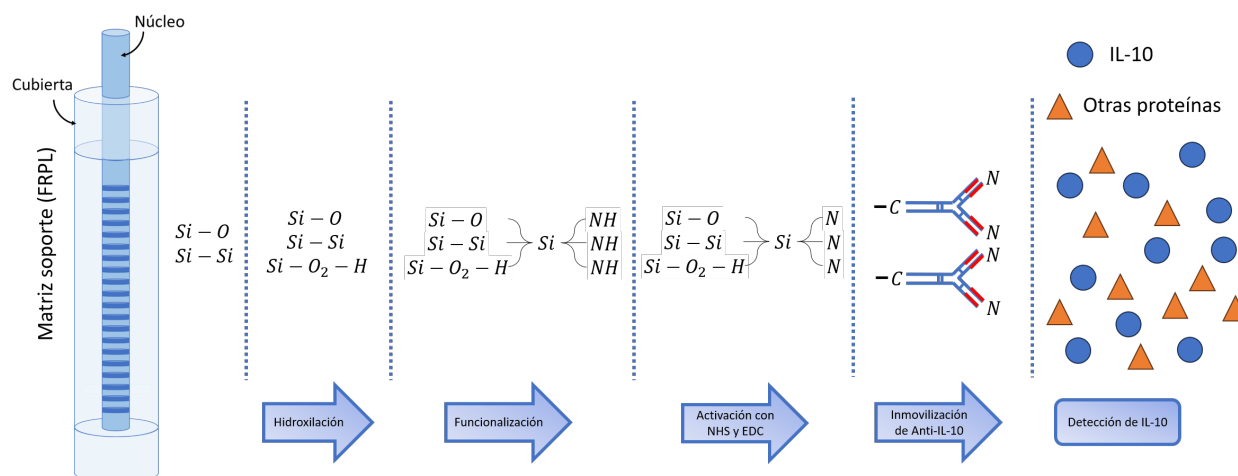 Núcleo
Cubierta
Matriz soporte (FRPL)
Si − O
Si − Si
Si − O
Si − Si
Si − O₂ − H
Si − O
Si − Si
Si − O₂ − H
Si
NH
NH
NH
Si − O
Si − Si
Si − O₂ − H
Si
N
N
N
N
−C
N
N
−C
N
IL-10
Otras proteínas
Hidroxilación
Funcionalización
Activación con
NHS y EDC
Inmovilización
de Anti-IL-10
Detección de IL-10